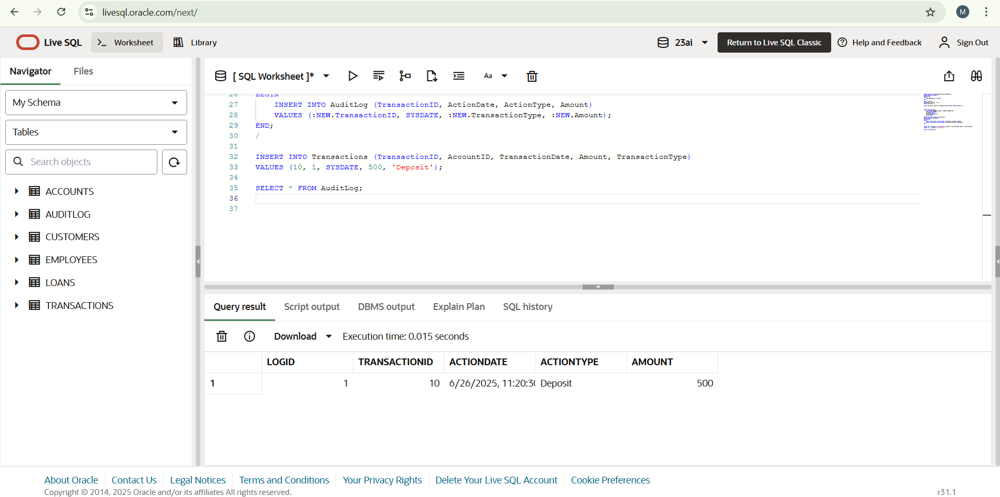 livesql.oracle.com/next/
M
Live SQL
Worksheet
Library
23ai
Return to Live SQL Classic
Help and Feedback
Sign Out
Navigator
Files
My Schema
Tables
Search objects
ACCOUNTS
AUDITLOG
CUSTOMERS
EMPLOYEES
LOANS
TRANSACTIONS
[ SQL Worksheet ]*
Aa
26 BEGIN
27 INSERT INTO AuditLog (TransactionID, ActionDate, ActionType, Amount)
28 VALUES (:NEW.TransactionID, SYSDATE, :NEW.TransactionType, :NEW.Amount);
29 END;
30 /
31
32 INSERT INTO Transactions (TransactionID, AccountID, TransactionDate, Amount, TransactionType)
33 VALUES (10, 1, SYSDATE, 500, 'Deposit');
34
35 SELECT * FROM AuditLog;
36
37
Query result
Script output
DBMS output
Explain Plan
SQL history
Download
Execution time: 0.015 seconds
LOGID TRANSACTIONID ACTIONDATE ACTIONTYPE AMOUNT
1 1 10 6/26/2025, 11:20:30 Deposit 500
About Oracle
Contact Us
Legal Notices
Terms and Conditions
Your Privacy Rights
Delete Your Live SQL Account
Cookie Preferences
Copyright © 2014, 2025 Oracle and/or its affiliates All rights reserved.
r31.1